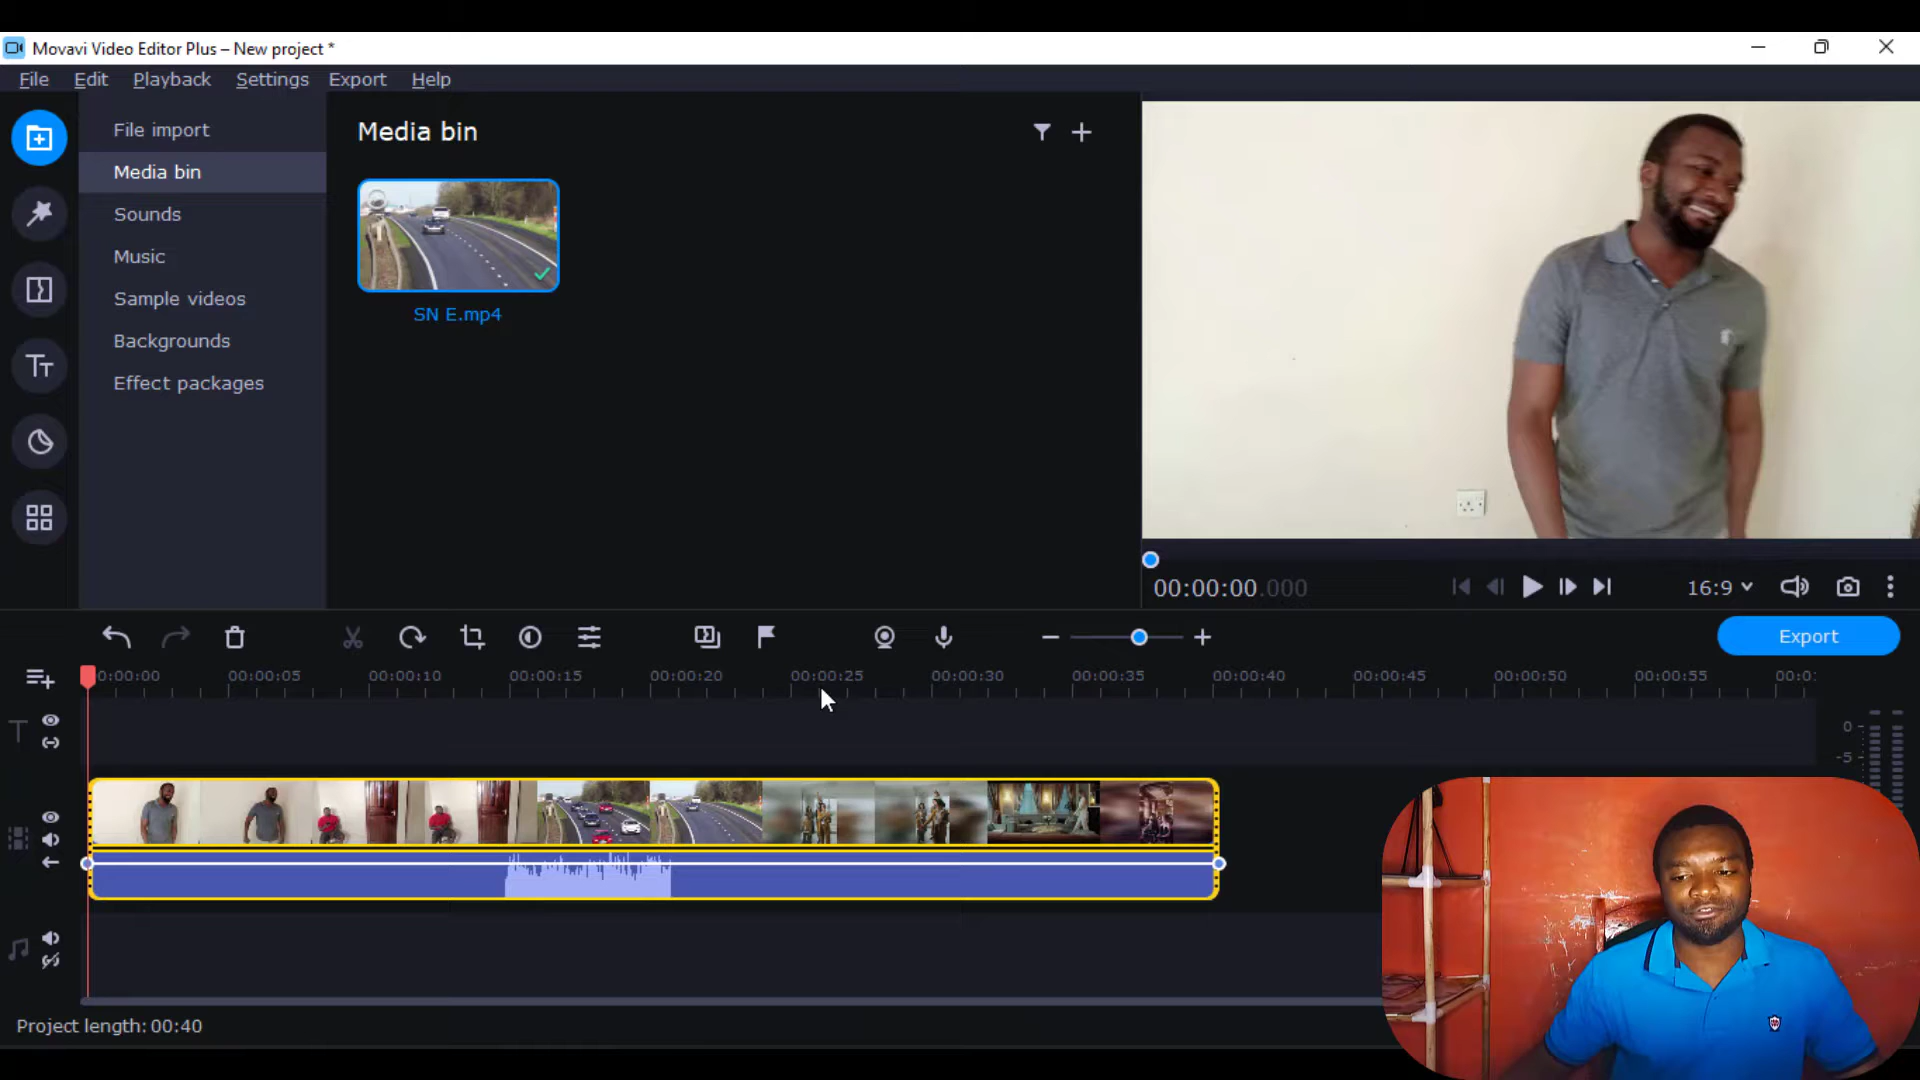 Movavi Video Editor Plus – New project *
File Edit Playback Settings Export Help
File import
Media bin
Sounds
Music
Sample videos
Backgrounds
Effect packages
Media bin
SN E.mp4
00:00:00.000
16:9
Export
0:00:00 00:00:05 00:00:10 00:00:15 00:00:20 00:00:25 00:00:30 00:00:35 00:00:40 00:00:45 00:00:50 00:00:55 00:0
0
-5
Project length: 00:40